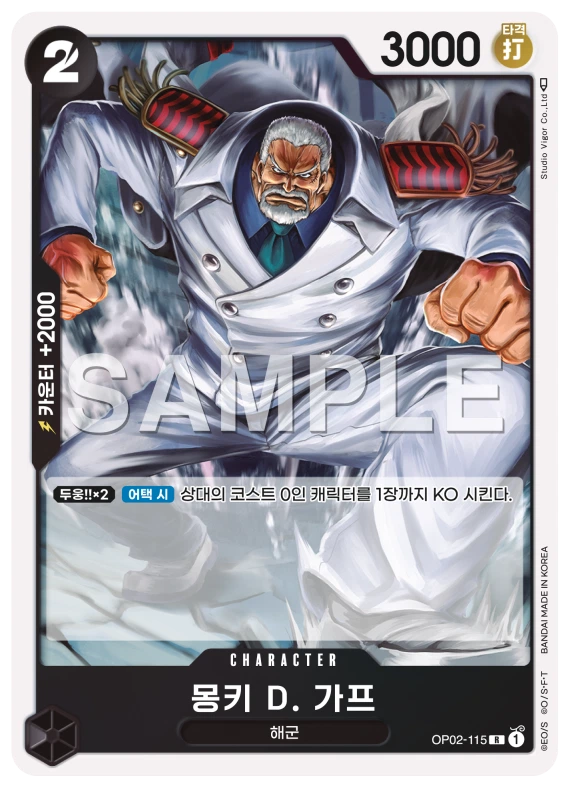 2
3000
타격
打
Studio Vigor Co.,Ltd
카운터 +2000
SAMPLE
두웅!!×2 어택 시 상대의 코스트 0인 캐릭터를 1장까지 KO 시킨다.
CHARACTER
몽키 D. 가프
해군
OP02-115 R 1
©EO/S ©O/S·F·T BANDAI MADE IN KOREA